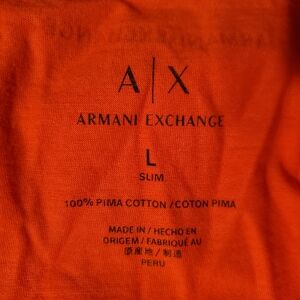 A|X
ARMANI EXCHANGE
L
SLIM
100% PIMA COTTON / COTON PIMA
MADE IN / HECHO EN
ORIGEM / FABRIQUÉ AU
原産地 / 制造
PERU